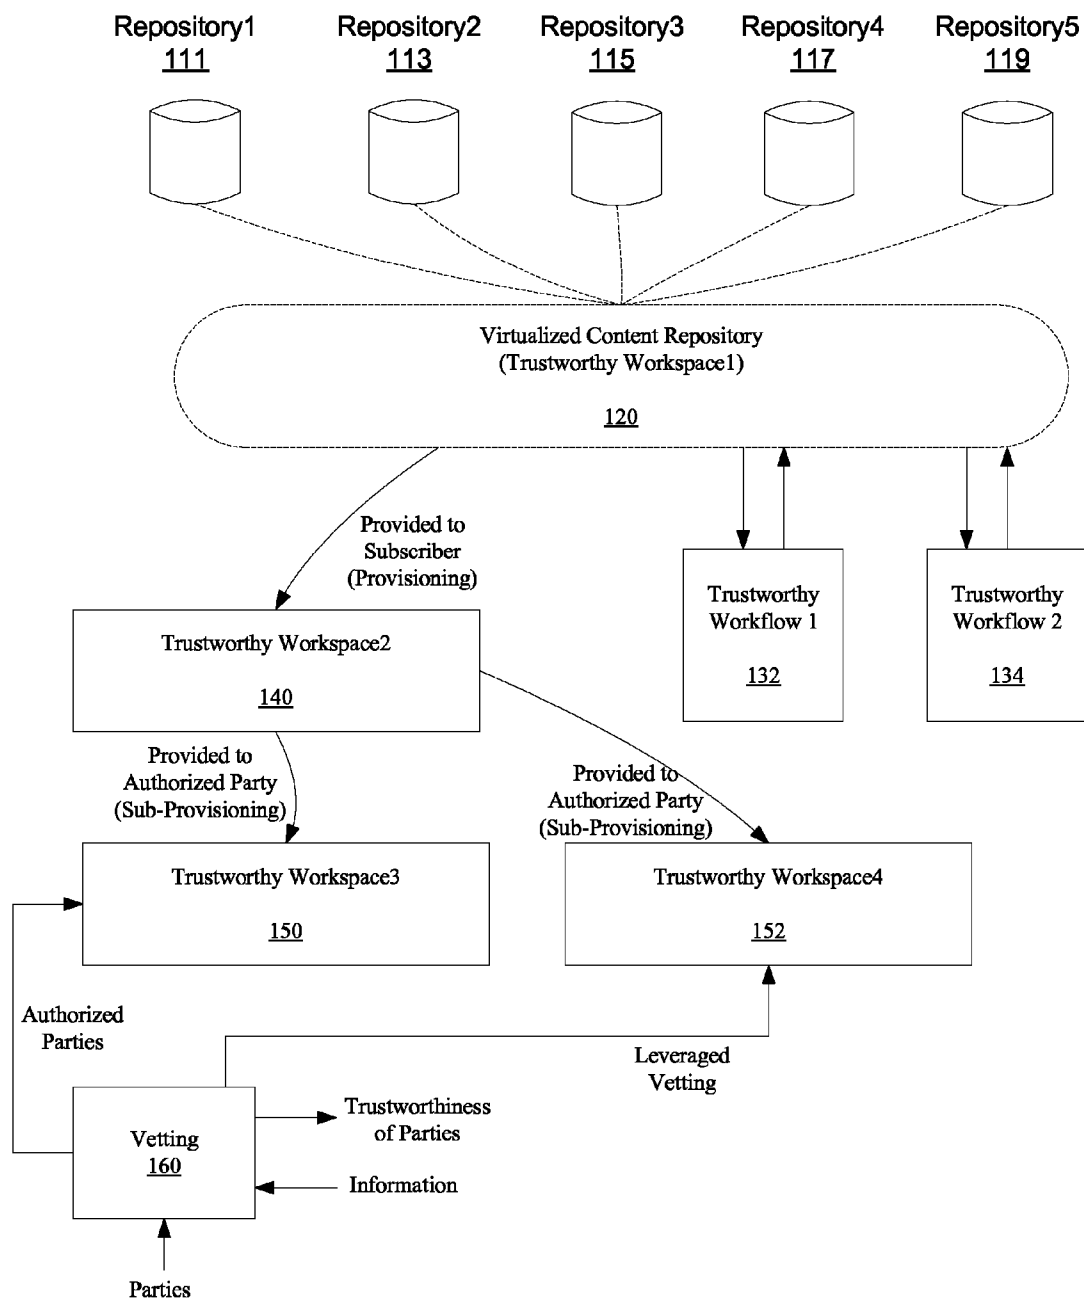 Repository1
111
Repository2
113
Repository3
115
Repository4
117
Repository5
119
Virtualized Content Repository
(Trustworthy Workspace1)
120
Provided to
Subscriber
(Provisioning)
Trustworthy
Workflow 1
132
Trustworthy
Workflow 2
134
Trustworthy Workspace2
140
Provided to
Authorized Party
(Sub-Provisioning)
Provided to
Authorized Party
(Sub-Provisioning)
Trustworthy Workspace3
150
Trustworthy Workspace4
152
Authorized
Parties
Leveraged
Vetting
Vetting
160
Trustworthiness
of Parties
Information
Parties